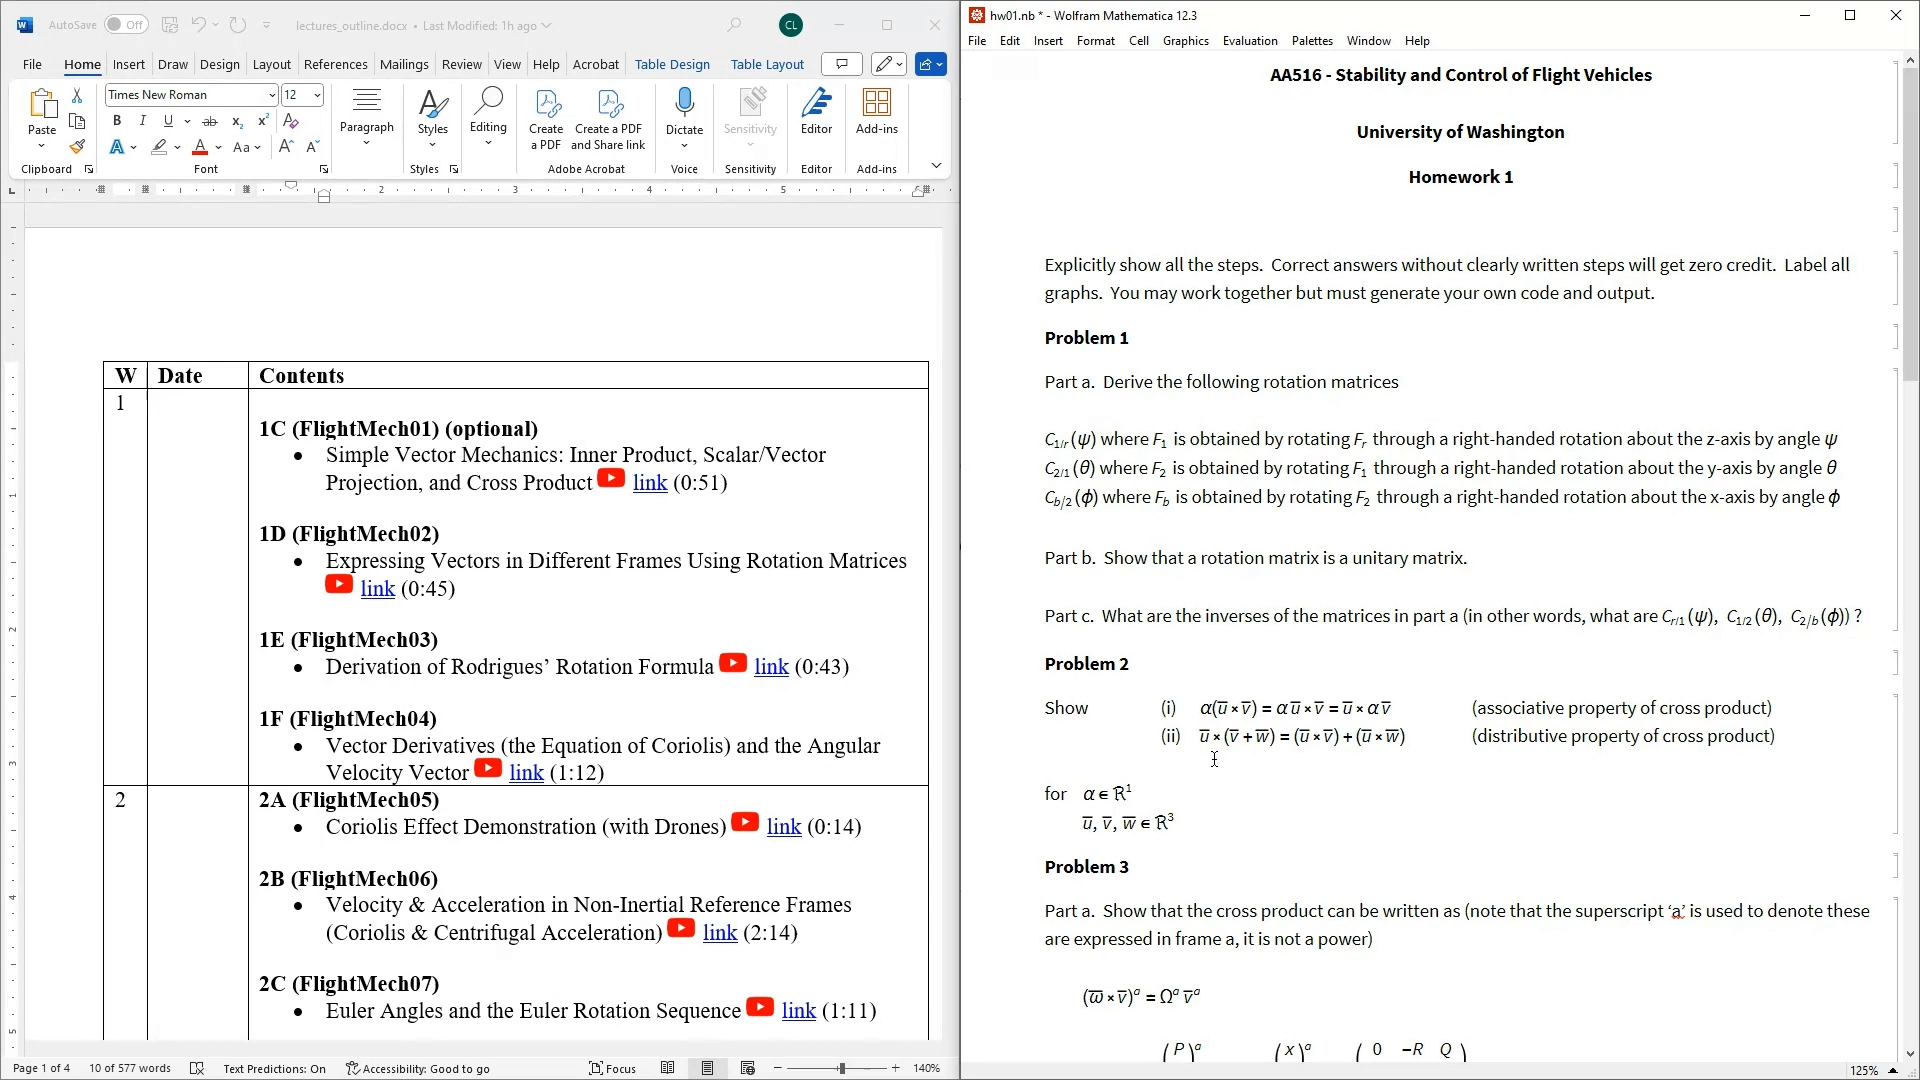 AutoSave Off lectures_outline.docx • Last Modified: 1h ago CL
File Home Insert Draw Design Layout References Mailings Review View Help Acrobat Table Design Table Layout
Times New Roman 12
Paste Paragraph Styles Editing Create a PDF Create a PDF and Share link Dictate Sensitivity Editor Add-ins
B I U ab x₂ x² A
A A Aa A A
Clipboard Font Styles Adobe Acrobat Voice Sensitivity Editor Add-ins
2 3 4 5
W Date Contents
1
1C (FlightMech01) (optional)
• Simple Vector Mechanics: Inner Product, Scalar/Vector
Projection, and Cross Product link (0:51)
1D (FlightMech02)
• Expressing Vectors in Different Frames Using Rotation Matrices
link (0:45)
1E (FlightMech03)
• Derivation of Rodrigues’ Rotation Formula link (0:43)
1F (FlightMech04)
• Vector Derivatives (the Equation of Coriolis) and the Angular
Velocity Vector link (1:12)
2 2A (FlightMech05)
• Coriolis Effect Demonstration (with Drones) link (0:14)
2B (FlightMech06)
• Velocity & Acceleration in Non-Inertial Reference Frames
(Coriolis & Centrifugal Acceleration) link (2:14)
2C (FlightMech07)
• Euler Angles and the Euler Rotation Sequence link (1:11)
Page 1 of 4 10 of 577 words Text Predictions: On Accessibility: Good to go Focus 140%
hw01.nb * - Wolfram Mathematica 12.3
File Edit Insert Format Cell Graphics Evaluation Palettes Window Help
AA516 - Stability and Control of Flight Vehicles
University of Washington
Homework 1
Explicitly show all the steps. Correct answers without clearly written steps will get zero credit. Label all
graphs. You may work together but must generate your own code and output.
Problem 1
Part a. Derive the following rotation matrices
C₁/ᵣ(ψ) where F₁ is obtained by rotating Fᵣ through a right-handed rotation about the z-axis by angle ψ
C₂/₁(θ) where F₂ is obtained by rotating F₁ through a right-handed rotation about the y-axis by angle θ
C_b/2(ϕ) where F_b is obtained by rotating F₂ through a right-handed rotation about the x-axis by angle ϕ
Part b. Show that a rotation matrix is a unitary matrix.
Part c. What are the inverses of the matrices in part a (in other words, what are Cᵣ/₁(ψ), C₁/₂(θ), C_2/b(ϕ)) ?
Problem 2
Show (i) α(u̅ × v̅) = α u̅ × v̅ = u̅ × α v̅ (associative property of cross product)
(ii) u̅ × (v̅ + w̅) = (u̅ × v̅) + (u̅ × w̅) (distributive property of cross product)
for α ∈ ℝ¹
u̅, v̅, w̅ ∈ ℝ³
Problem 3
Part a. Show that the cross product can be written as (note that the superscript ‘a’ is used to denote these
are expressed in frame a, it is not a power)
(ω̅ × v̅)ᵃ = Ωᵃ v̅ᵃ
( P )ᵃ ( x )ᵃ ( 0 −R Q )
125%